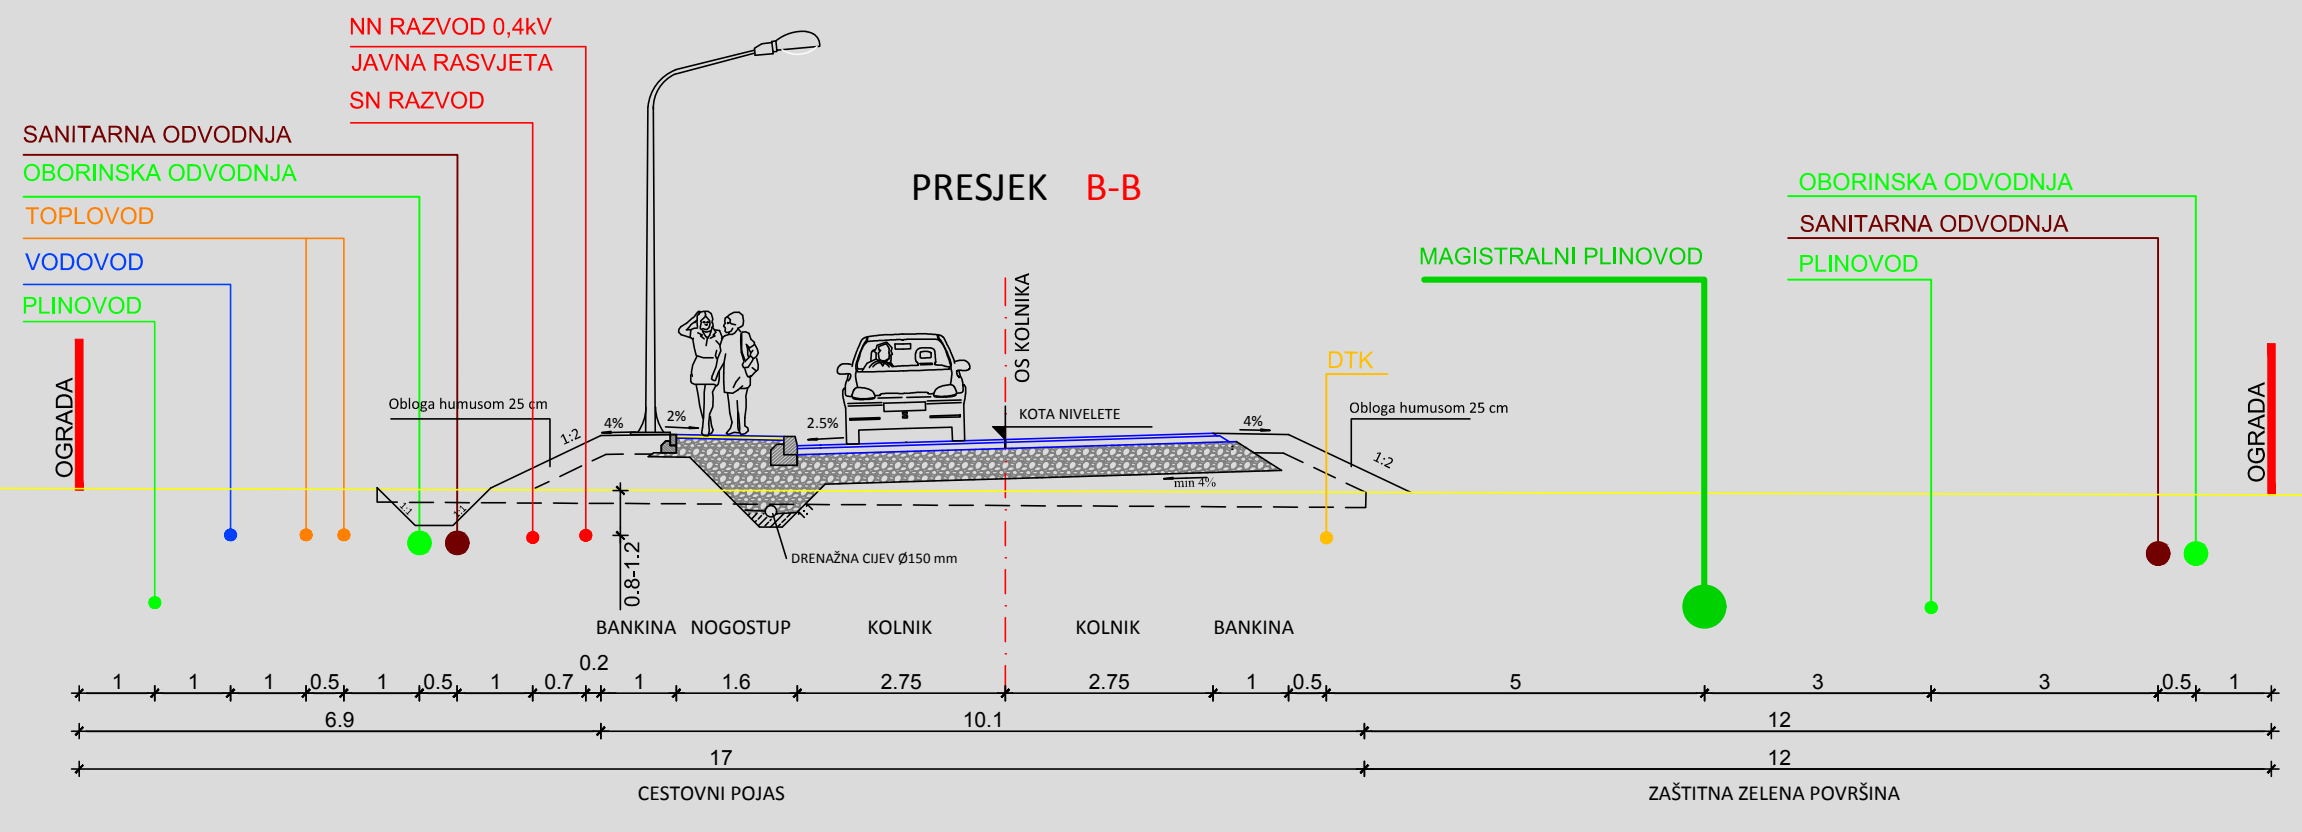 NN RAZVOD 0,4kV
JAVNA RASVJETA
SN RAZVOD
SANITARNA ODVODNJA
OBORINSKA ODVODNJA
TOPLOVOD
VODOVOD
PLINOVOD
PRESJEK B-B
OBORINSKA ODVODNJA
SANITARNA ODVODNJA
PLINOVOD
MAGISTRALNI PLINOVOD
DTK
OS KOLNIKA
KOTA NIVELETE
OGRADA
OGRADA
Obloga humusom 25 cm
Obloga humusom 25 cm
1:2
4%
2%
2.5%
4%
1:2
min 4%
1:1
1:1
1:1
DRENAŽNA CIJEV Ø150 mm
0.8-1.2
BANKINA NOGOSTUP KOLNIK KOLNIK BANKINA
0.2
1 1 1 0.5 1 0.5 1 0.7 1 1.6 2.75 2.75 1 0.5 5 3 3 0.5 1
6.9 10.1 12
17 12
CESTOVNI POJAS ZAŠTITNA ZELENA POVRŠINA